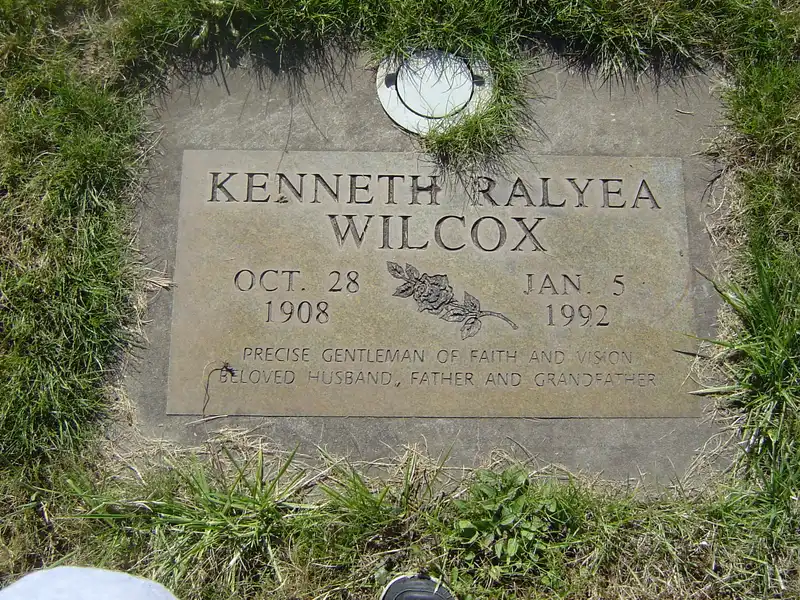 KENNETH RALYEA
WILCOX
OCT. 28 JAN. 5
1908 1992
PRECISE GENTLEMAN OF FAITH AND VISION
BELOVED HUSBAND, FATHER AND GRANDFATHER